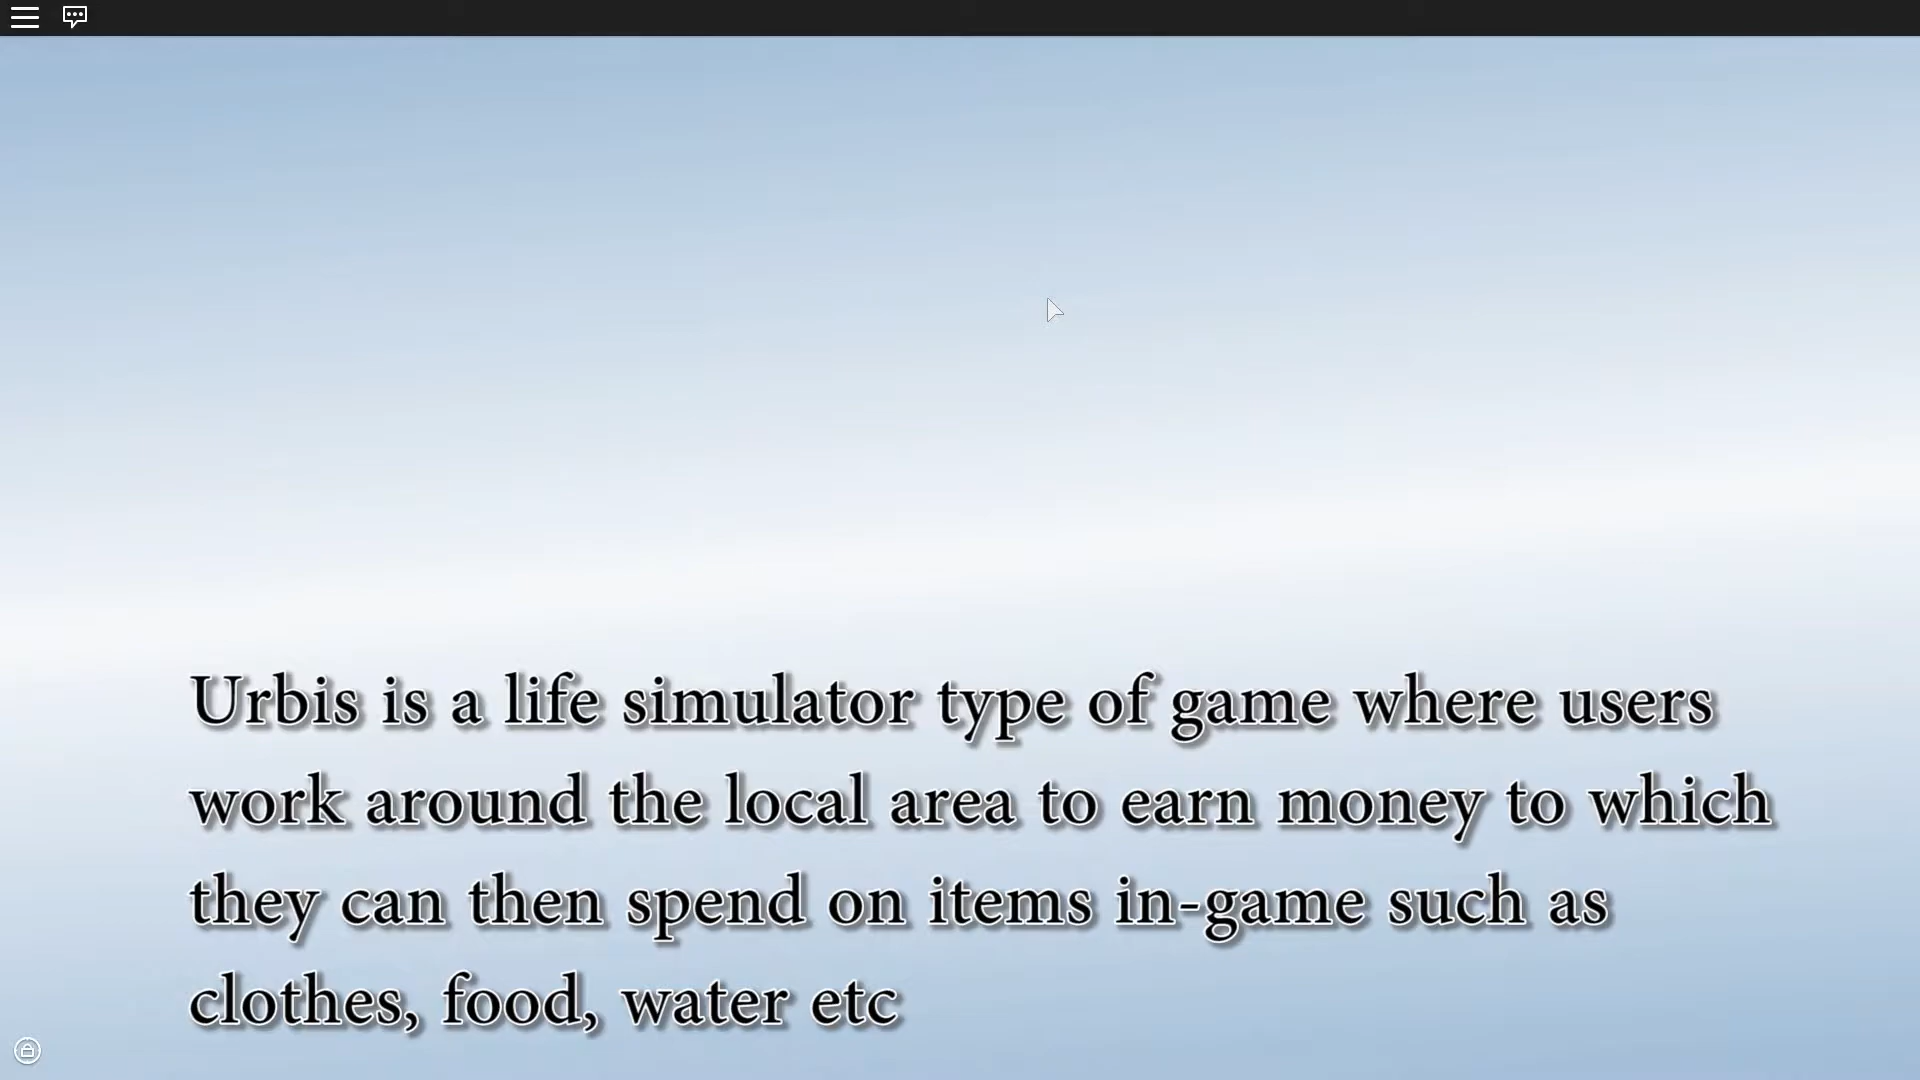 Urbis is a life simulator type of game where users
work around the local area to earn money to which
they can then spend on items in-game such as
clothes, food, water etc